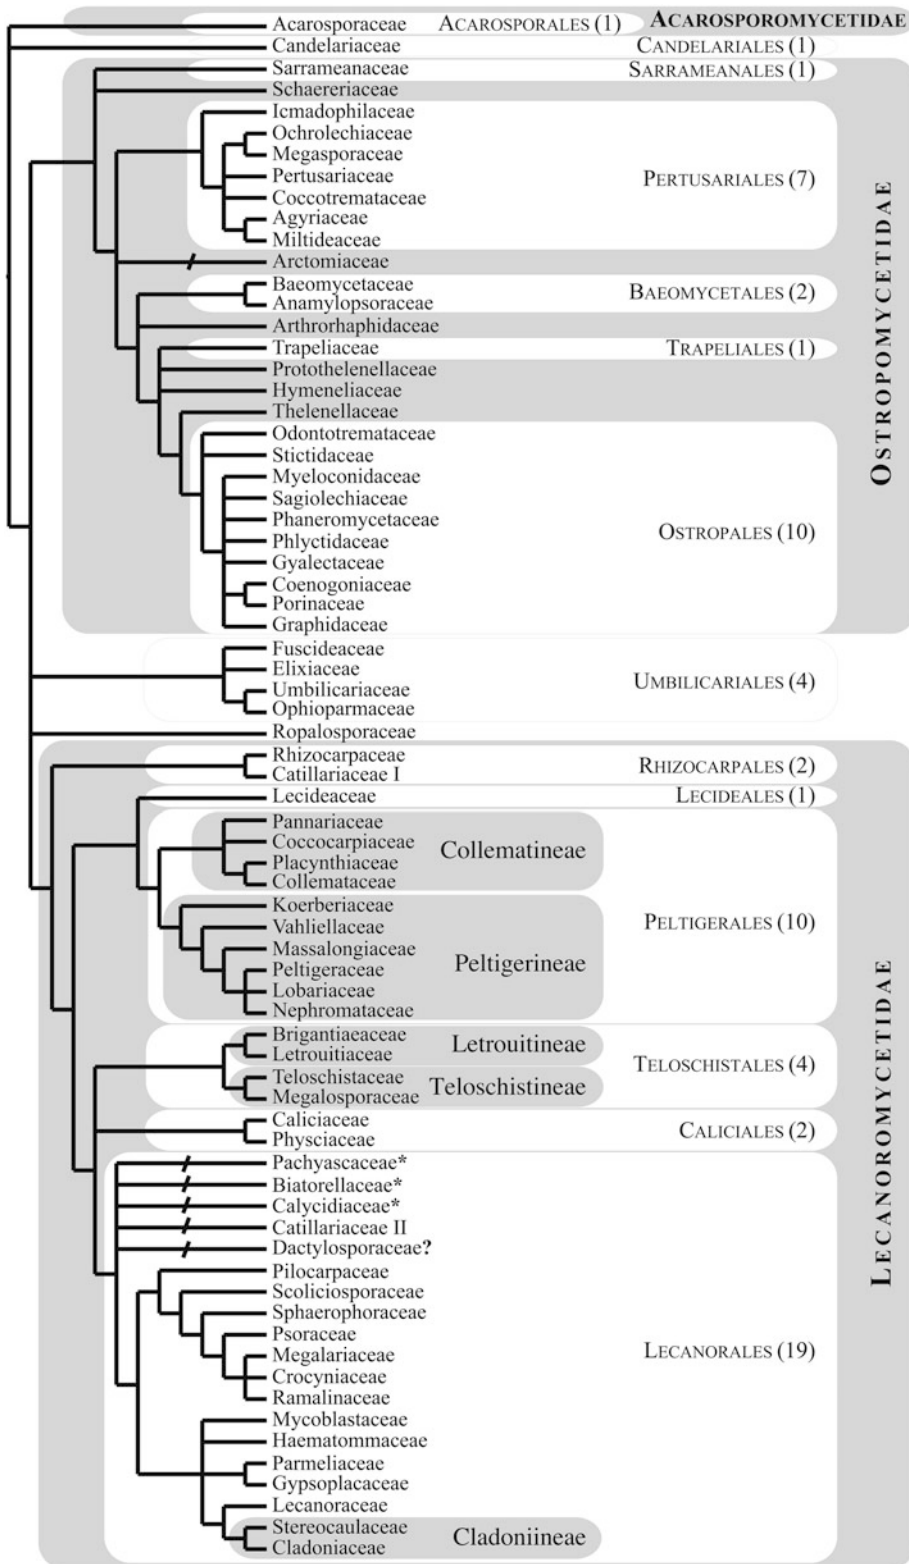 Acarosporaceae ACAROSPORALES (1) ACAROSPOROMYCETIDAE
Candelariaceae CANDELARIALES (1)
Sarrameanaceae SARRAMEANALES (1)
Schaereriaceae
Icmadophilaceae
Ochrolechiaceae
Megasporaceae
Pertusariaceae PERTUSARIALES (7)
Coccotremataceae
Agyriaceae
Miltideaceae
Arctomiaceae
Baeomycetaceae BAEOMYCETALES (2)
Anamylopsoraceae
Arthrorhaphidaceae
Trapeliaceae TRAPELIALES (1)
Protothelenellaceae
Hymeneliaceae
Thelenellaceae
OSTROPOMYCETIDAE
Odontotremataceae
Stictidaceae
Myeloconidaceae
Sagiolechiaceae
Phaneromycetaceae
Phlyctidaceae OSTROPALES (10)
Gyalectaceae
Coenogoniaceae
Porinaceae
Graphidaceae
Fuscideaceae
Elixiaceae
Umbilicariaceae UMBILICARIALES (4)
Ophioparmaceae
Ropalosporaceae
Rhizocarpaceae RHIZOCARPALES (2)
Catillariaceae I
Lecideaceae LECIDEALES (1)
Pannariaceae
Coccocarpiaceae Collematineae
Placynthiaceae
Collemataceae
Koerberiaceae PELTIGERALES (10)
Vahliellaceae
Massalongiaceae
Peltigeraceae Peltigerineae
Lobariaceae
Nephromataceae
Brigantiaeaceae Letrouitineae
Letrouitiaceae
TELOSCHISTALES (4)
Teloschistaceae Teloschistineae
Megalosporaceae
LECANOROMYCETIDAE
Caliciaceae CALICIALES (2)
Physciaceae
Pachyascaceae*
Biatorellaceae*
Calycidiaceae*
Catillariaceae II
Dactylosporaceae?
Pilocarpaceae
Scoliciosporaceae
Sphaerophoraceae
Psoraceae
Megalariaceae LECANORALES (19)
Crocyniaceae
Ramalinaceae
Mycoblastaceae
Haematommaceae
Parmeliaceae
Gypsoplacaceae
Lecanoraceae
Stereocaulaceae Cladoniineae
Cladoniaceae